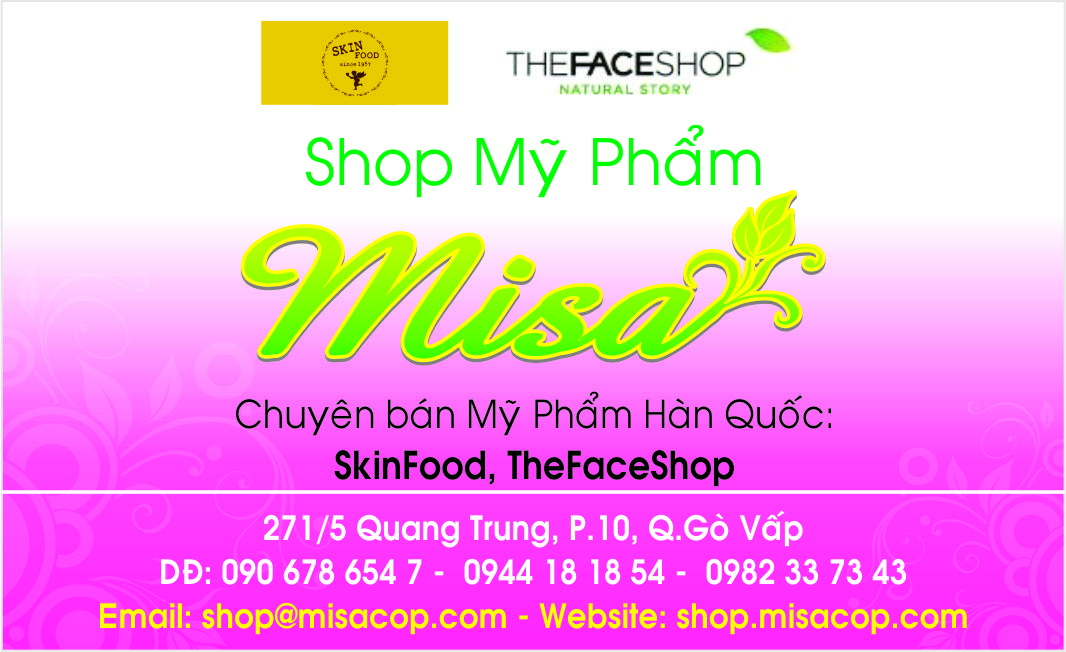 SKIN FOOD
since 1957
THEFACESHOP
NATURAL STORY
Shop Mỹ Phẩm
Misa
Chuyên bán Mỹ Phẩm Hàn Quốc:
SkinFood, TheFaceShop
271/5 Quang Trung, P.10, Q.Gò Vấp
DĐ: 090 678 654 7 - 0944 18 18 54 - 0982 33 73 43
Email: shop@misacop.com - Website: shop.misacop.com